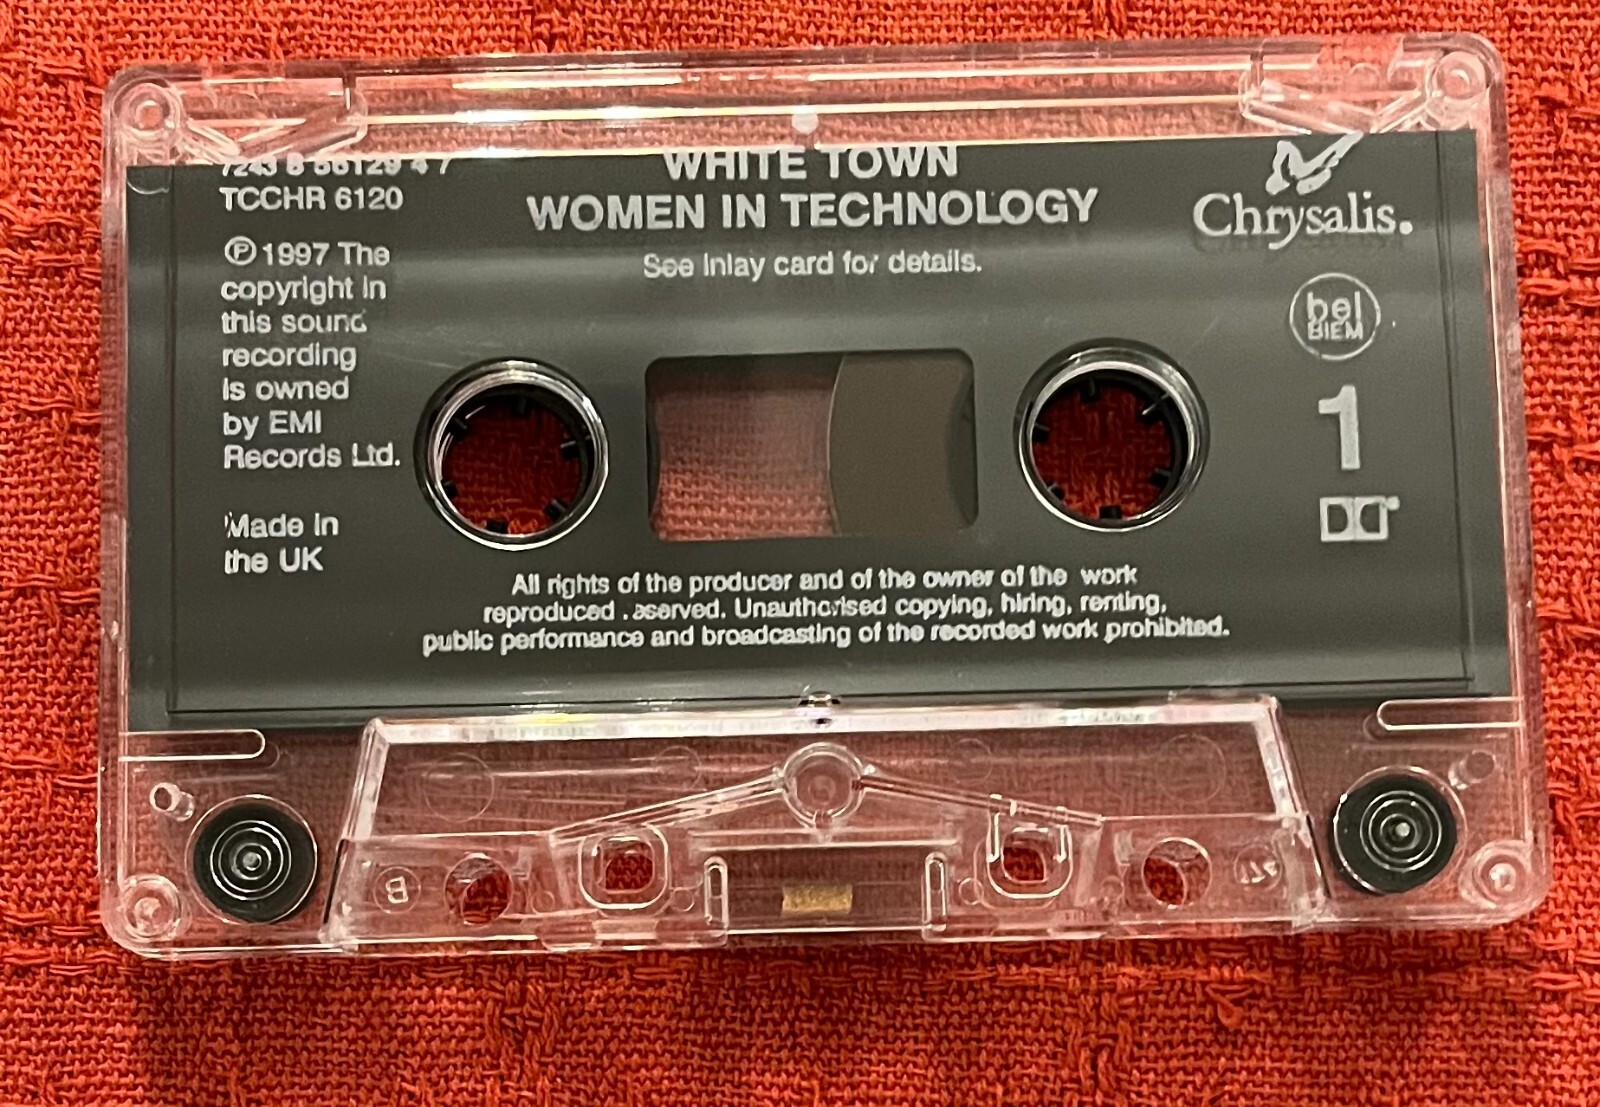 7243 8 56129 4 7
TCCHR 6120
℗ 1997 The
copyright in
this sound
recording
is owned
by EMI
Records Ltd.
Made in
the UK
WHITE TOWN
WOMEN IN TECHNOLOGY
See inlay card for details.
Chrysalis.
bel
BIEM
1
All rights of the producer and of the owner of the work
reproduced reserved. Unauthorised copying, hiring, renting,
public performance and broadcasting of the recorded work prohibited.
B